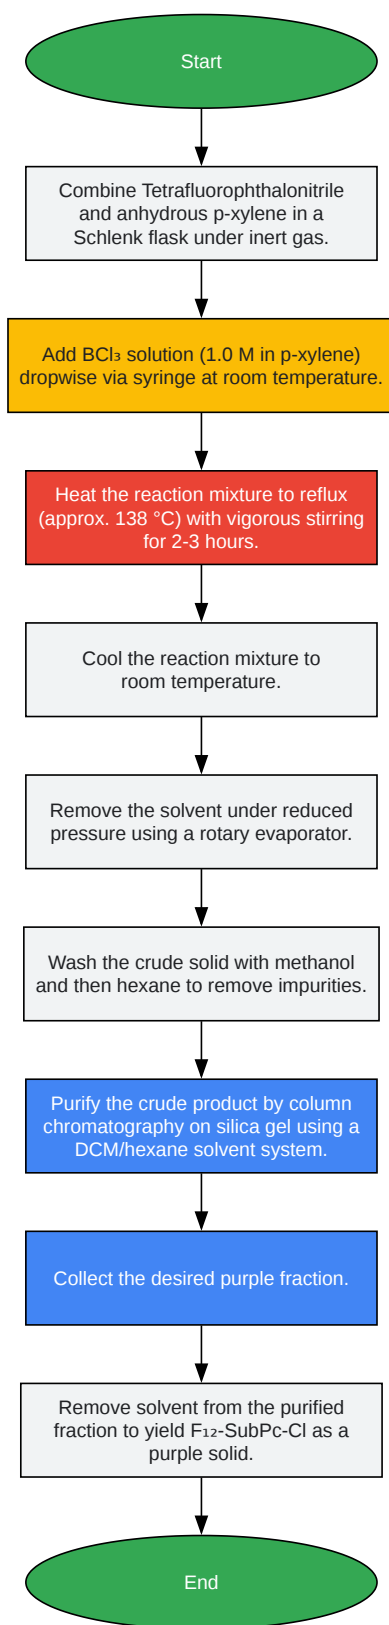 Start
Combine Tetrafluorophthalonitrile
and anhydrous p-xylene in a
Schlenk flask under inert gas.
Add BCl₃ solution (1.0 M in p-xylene)
dropwise via syringe at room temperature.
Heat the reaction mixture to reflux
(approx. 138 °C) with vigorous stirring
for 2-3 hours.
Cool the reaction mixture to
room temperature.
Remove the solvent under reduced
pressure using a rotary evaporator.
Wash the crude solid with methanol
and then hexane to remove impurities.
Purify the crude product by column
chromatography on silica gel using a
DCM/hexane solvent system.
Collect the desired purple fraction.
Remove solvent from the purified
fraction to yield F₁₂-SubPc-Cl as a
purple solid.
End